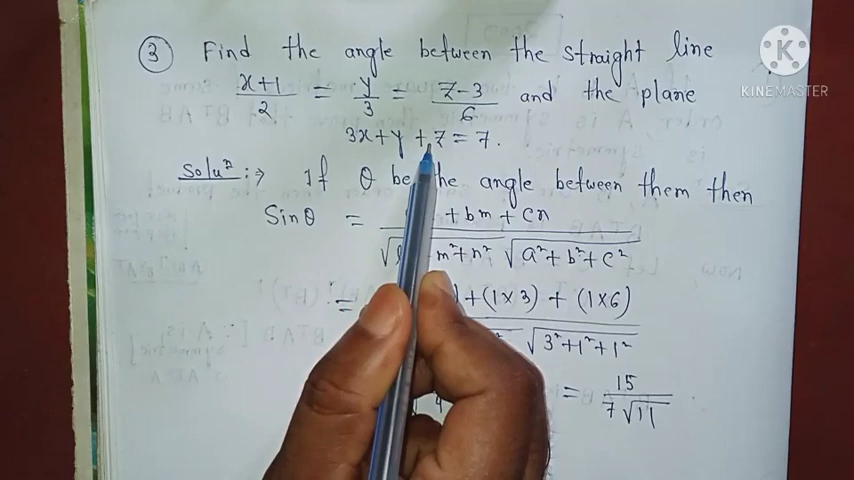 ③ Find the angle between the straight line
(x+1)/2 = y/3 = (z-3)/6 and the plane
3x+y+z=7.
Soluⁿ :⇒ If θ be the angle between them then
Sinθ = + bm + cn / √ m²+n² √a²+b²+c²
= +(1×3) + (1×6) / √3²+1²+1²
= 15 / 7√11
KINEMASTER